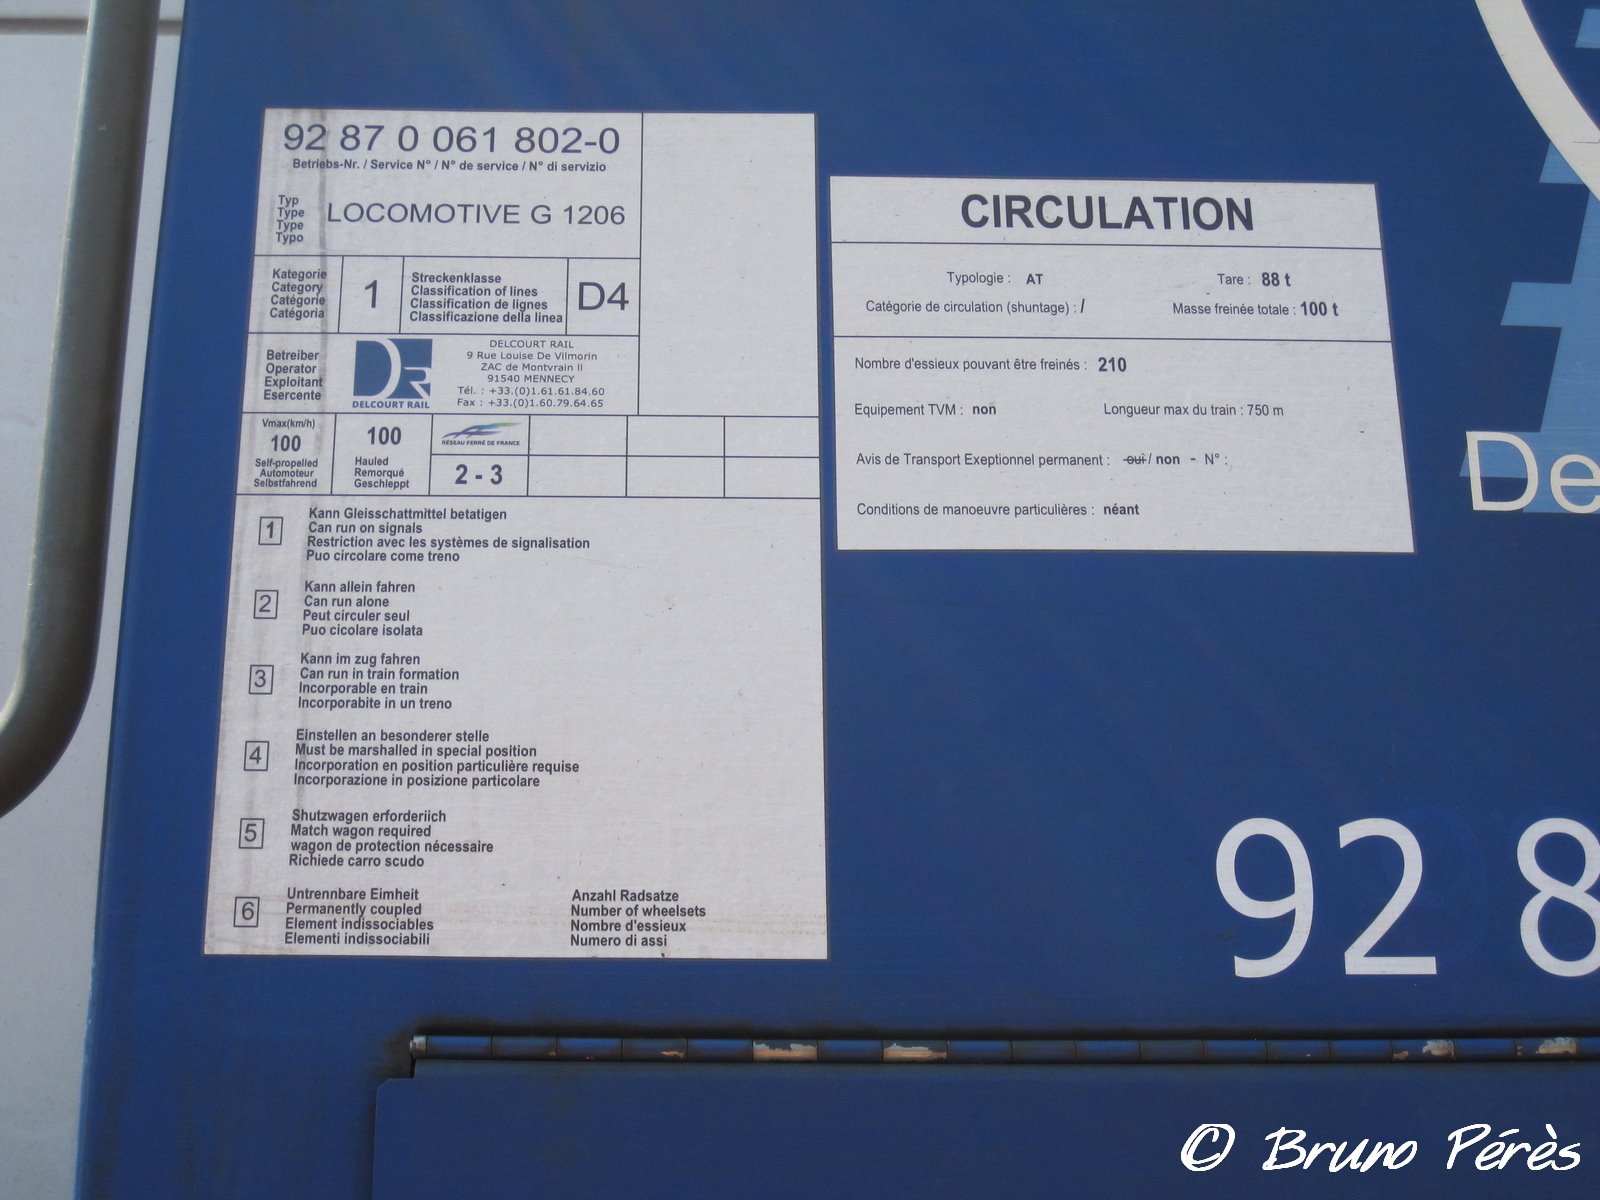 92 87 0 061 802-0
Betriebs-Nr. / Service N° / N° de service / N° di servizio
Typ
Type
Type
Typo
LOCOMOTIVE G 1206
Kategorie
Category
Catégorie
Catégoria
1
Streckenklasse
Classification of lines
Classification de lignes
Classificazione della linea
D4
Betreiber
Operator
Exploitant
Esercente
DR
DELCOURT RAIL
DELCOURT RAIL
9 Rue Louise De Vilmorin
ZAC de Montvrain II
91540 MENNECY
Tél. : +33.(0)1.61.61.84.60
Fax : +33.(0)1.60.79.64.65
Vmax(km/h)
100
Self-propelled
Automoteur
Selbstfahrend
100
Hauled
Remorqué
Geschleppt
RÉSEAU FERRÉ DE FRANCE
2 - 3
1
Kann Gleisschattmittel betatigen
Can run on signals
Restriction avec les systèmes de signalisation
Puo circolare come treno
2
Kann allein fahren
Can run alone
Peut circuler seul
Puo cicolare isolata
3
Kann im zug fahren
Can run in train formation
Incorporable en train
Incorporabite in un treno
4
Einstellen an besonderer stelle
Must be marshalled in special position
Incorporation en position particulière requise
Incorporazione in posizione particolare
5
Shutzwagen erforderiich
Match wagon required
wagon de protection nécessaire
Richiede carro scudo
6
Untrennbare Eimheit
Permanently coupled
Element indissociables
Elementi indissociabili
Anzahl Radsatze
Number of wheelsets
Nombre d'essieux
Numero di assi
CIRCULATION
Typologie : AT
Tare : 88 t
Catégorie de circulation (shuntage) : /
Masse freinée totale : 100 t
Nombre d'essieux pouvant être freinés : 210
Equipement TVM : non
Longueur max du train : 750 m
Avis de Transport Exeptionnel permanent : oui / non - N° :
Conditions de manoeuvre particulières : néant
De
92 8
© Bruno Pérès